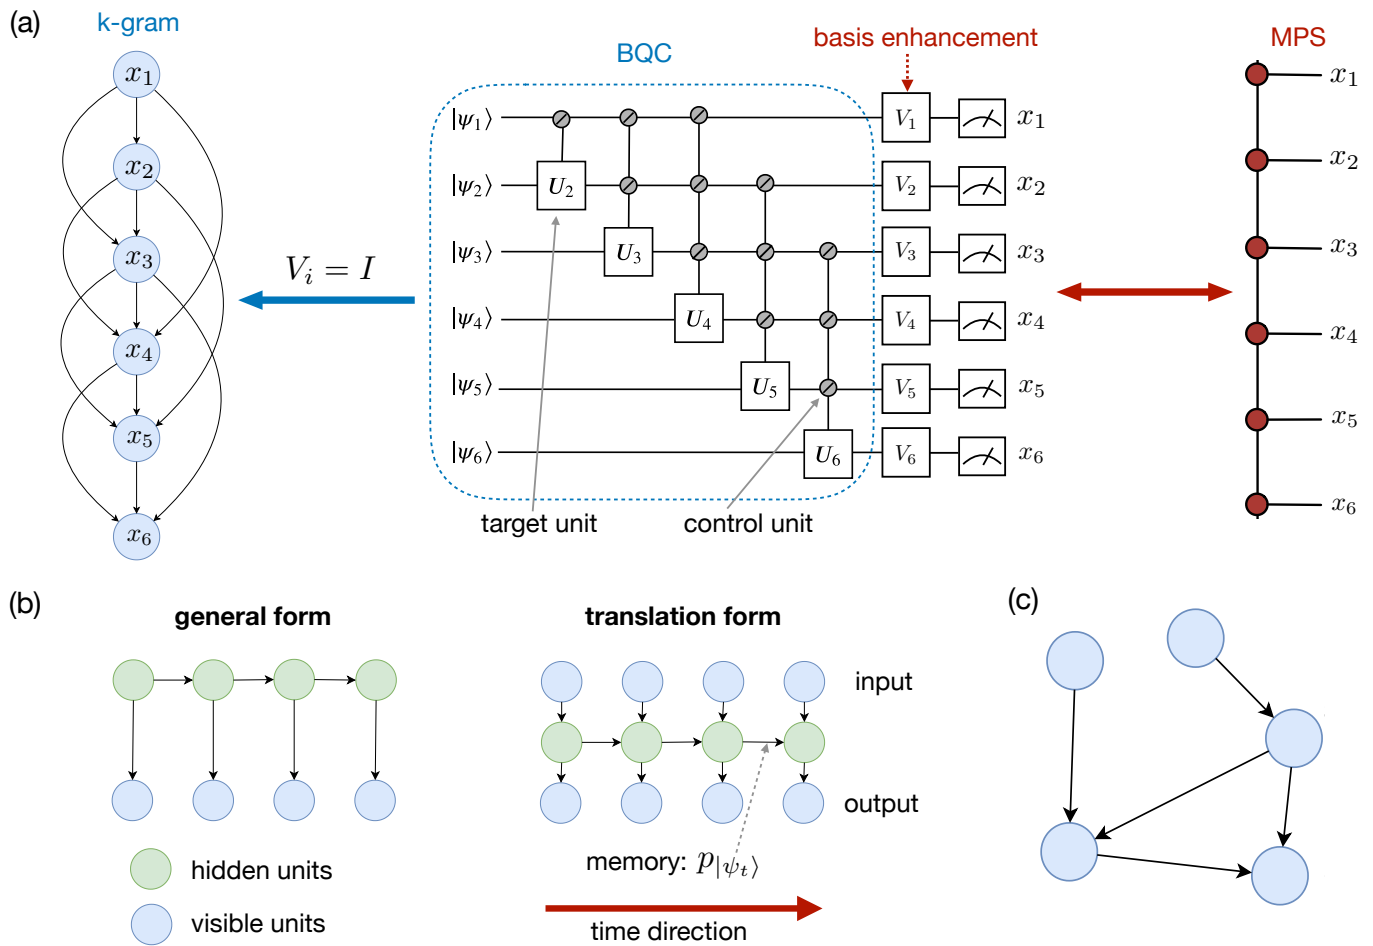 (a)
k-gram
x₁
x₂
x₃
x₄
x₅
x₆
V_i = I
BQC
basis enhancement
|ψ₁⟩ V₁ x₁
|ψ₂⟩ U₂ V₂ x₂
|ψ₃⟩ U₃ V₃ x₃
|ψ₄⟩ U₄ V₄ x₄
|ψ₅⟩ U₅ V₅ x₅
|ψ₆⟩ U₆ V₆ x₆
target unit
control unit
MPS
x₁
x₂
x₃
x₄
x₅
x₆
(b)
general form
hidden units
visible units
translation form
input
output
memory: p_{|ψ_t⟩}
time direction
(c)